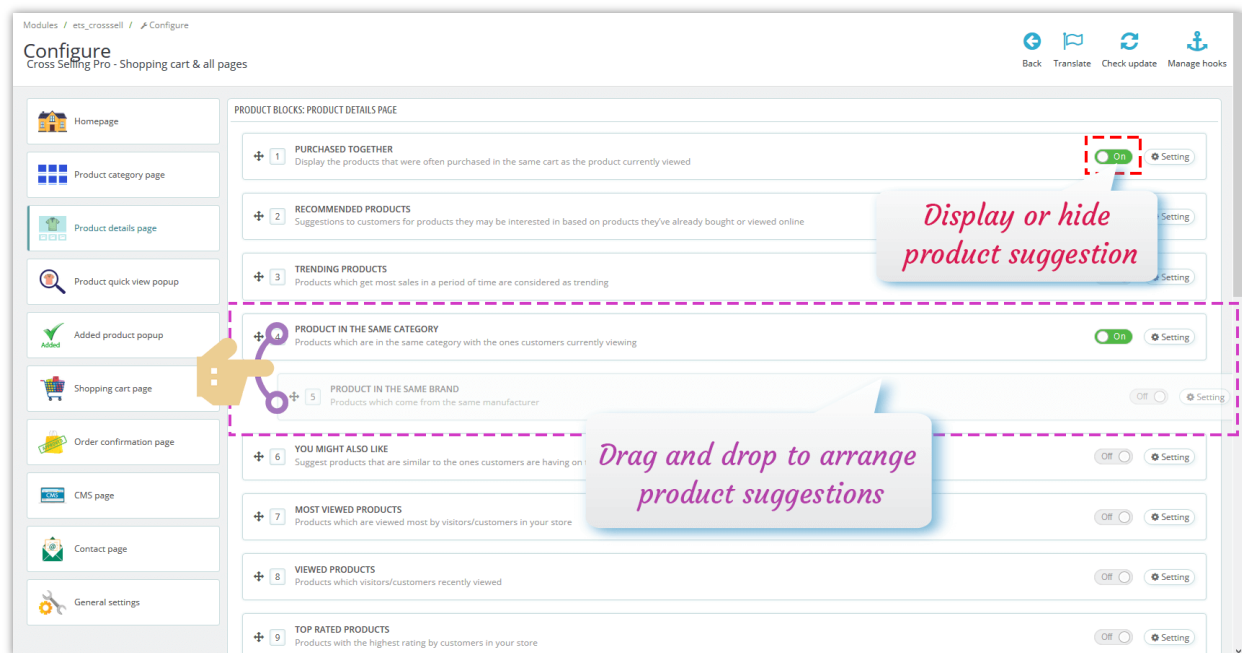 Modules / ets_crosssell / Configure
Configure
Cross Selling Pro - Shopping cart & all pages
Back Translate Check update Manage hooks
Homepage
Product category page
Product details page
Product quick view popup
Added
Added product popup
Shopping cart page
Order confirmation page
CMS
CMS page
Contact page
General settings
PRODUCT BLOCKS: PRODUCT DETAILS PAGE
1 PURCHASED TOGETHER
Display the products that were often purchased in the same cart as the product currently viewed
On Setting
2 RECOMMENDED PRODUCTS
Suggestions to customers for products they may be interested in based on products they've already bought or viewed online
Setting
Display or hide
product suggestion
3 TRENDING PRODUCTS
Products which get most sales in a period of time are considered as trending
Setting
4 PRODUCT IN THE SAME CATEGORY
Products which are in the same category with the ones customers currently viewing
On Setting
5 PRODUCT IN THE SAME BRAND
Products which come from the same manufacturer
Off Setting
6 YOU MIGHT ALSO LIKE
Suggest products that are similar to the ones customers are having on
Off Setting
Drag and drop to arrange
product suggestions
7 MOST VIEWED PRODUCTS
Products which are viewed most by visitors/customers in your store
Off Setting
8 VIEWED PRODUCTS
Products which visitors/customers recently viewed
Off Setting
9 TOP RATED PRODUCTS
Products with the highest rating by customers in your store
Off Setting